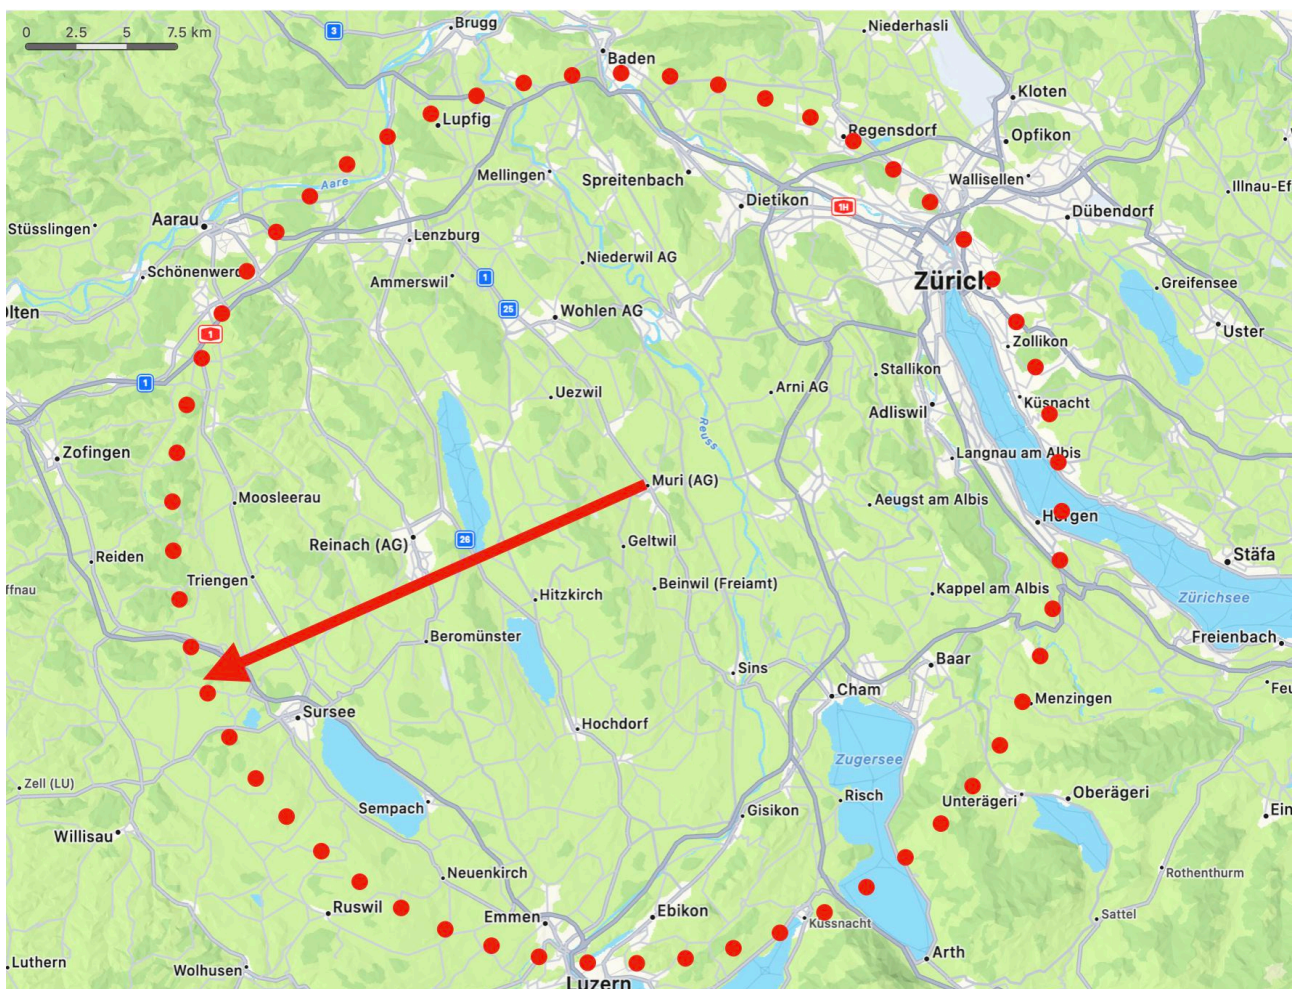 Brugg
Niederhasli
3
0 2.5 5 7.5 km
Baden
Kloten
Lupfig
Regensdorf
Opfikon
Mellingen
Spreitenbach
Wallisellen
Aare
Illnau-Ef
Dietikon
1H
Dübendorf
Aarau
Stüsslingen
Lenzburg
Niederwil AG
Schönenwerd
Ammerswil
1
Zürich
Greifensee
lten
25
Wohlen AG
Uster
1
Zollikon
Stallikon
1
Uezwil
Arni AG
Küsnacht
Adliswil
Reuss
Zofingen
Langnau am Albis
Muri (AG)
Moosleerau
Aeugst am Albis
Horgen
Reinach (AG)
26
Geltwil
Reiden
Stäfa
Triengen
Beinwil (Freiamt)
Kappel am Albis
ffnau
Hitzkirch
Zürichsee
Beromünster
Freienbach
Baar
Sins
Cham
Feu
Menzingen
Sursee
Hochdorf
Zugersee
Zell (LU)
Risch
Unterägeri
Oberägeri
Sempach
Gisikon
Ein
Willisau
Neuenkirch
Rothenthurm
Ruswil
Emmen
Ebikon
Küssnacht
Sattel
Arth
Luthern
Wolhusen
Luzern